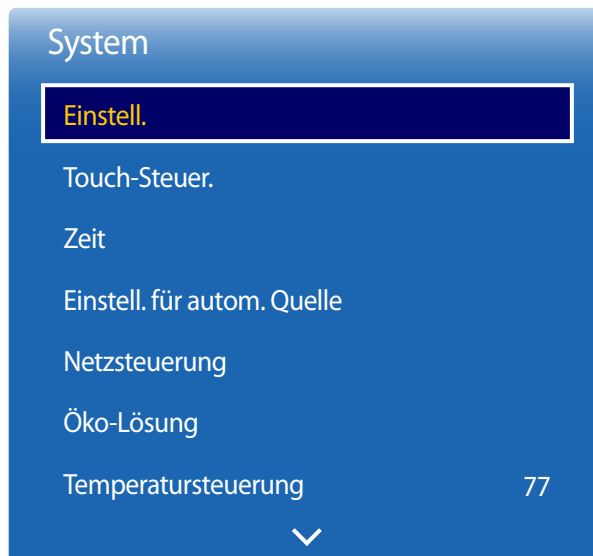 System
Einstell.
Touch-Steuer.
Zeit
Einstell. für autom. Quelle
Netzsteuerung
Öko-Lösung
Temperatursteuerung 77